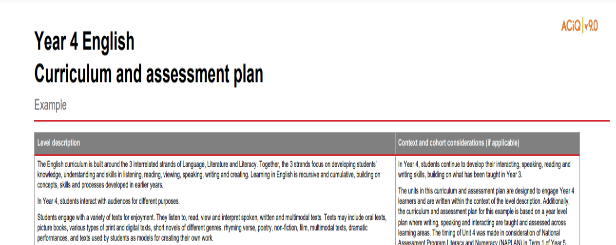 ACiQ | v9.0
Year 4 English
Curriculum and assessment plan
Example
Level description
Context and cohort considerations (if applicable)
The English curriculum is built around the 3 interrelated strands of Language, Literature and Literacy. Together, the 3 strands focus on developing students'
knowledge, understanding and skills in listening, reading, viewing, speaking, writing and creating. Learning in English is recursive and cumulative, building on
concepts, skills and processes developed in earlier years.
In Year 4, students interact with audiences for different purposes.
Students engage with a variety of texts for enjoyment. They listen to, read, view and interpret spoken, written and multimodal texts. Texts may include oral texts,
picture books, various types of print and digital texts, short novels of different genres, rhyming verse, poetry, non-fiction, film, multimodal texts, dramatic
performances, and texts used by students as models for creating their own work.
In Year 4, students continue to develop their interacting, speaking, reading and
writing skills, building on what has been taught in Year 3.
The units in this curriculum and assessment plan are designed to engage Year 4
learners and are written within the context of the level description. Additionally,
the curriculum and assessment plan for this example is based on a year level
plan where writing, speaking and interacting are taught and assessed across
learning areas. The timing of Unit 4 was made in consideration of National
Assessment Program Literacy and Numeracy (NAPLAN) in Term 1 of Year 5.